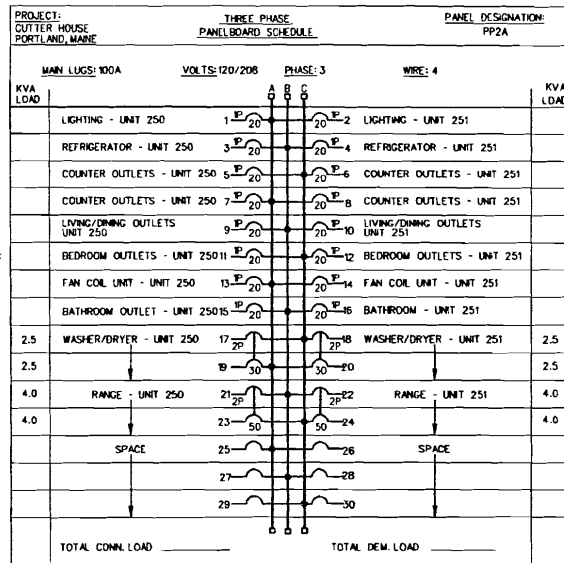 PROJECT:
CUTTER HOUSE
PORTLAND, MAINE
THREE PHASE
PANELBOARD SCHEDULE
PANEL DESIGNATION:
PP2A
MAIN LUGS: 100A VOLTS: 120/208 PHASE: 3 WIRE: 4
KVA LOAD A B C KVA LOAD
LIGHTING - UNIT 250 1 1P 20 20 1P 2 LIGHTING - UNIT 251
REFRIGERATOR - UNIT 250 3 1P 20 20 1P 4 REFRIGERATOR - UNIT 251
COUNTER OUTLETS - UNIT 250 5 1P 20 20 1P 6 COUNTER OUTLETS - UNIT 251
COUNTER OUTLETS - UNIT 250 7 1P 20 20 1P 8 COUNTER OUTLETS - UNIT 251
LIVING/DINING OUTLETS UNIT 250 9 1P 20 20 1P 10 LIVING/DINING OUTLETS UNIT 251
BEDROOM OUTLETS - UNIT 250 11 1P 20 20 1P 12 BEDROOM OUTLETS - UNIT 251
FAN COIL UNIT - UNIT 250 13 1P 20 20 1P 14 FAN COIL UNIT - UNIT 251
BATHROOM OUTLET - UNIT 250 15 1P 20 20 1P 16 BATHROOM - UNIT 251
2.5 WASHER/DRYER - UNIT 250 17 2P 2P 18 WASHER/DRYER - UNIT 251 2.5
2.5 19 30 30 20 2.5
4.0 RANGE - UNIT 250 21 2P 2P 22 RANGE - UNIT 251 4.0
4.0 23 50 50 24 4.0
SPACE 25 26 SPACE
27 28
29 30
TOTAL CONN. LOAD TOTAL DEM. LOAD